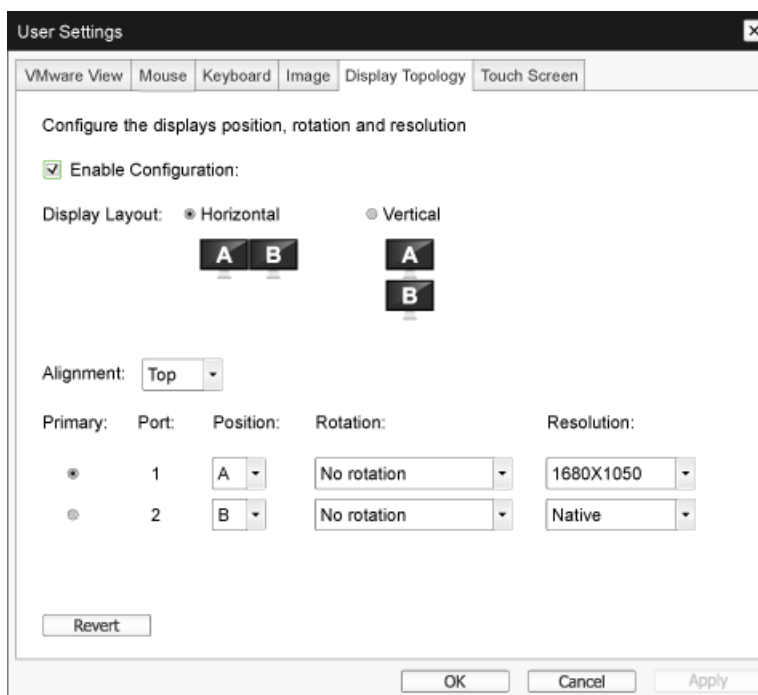 User Settings
VMware View Mouse Keyboard Image Display Topology Touch Screen
Configure the displays position, rotation and resolution
Enable Configuration:
Display Layout: Horizontal Vertical
A B A
B
Alignment: Top
Primary: Port: Position: Rotation: Resolution:
1 A No rotation 1680X1050
2 B No rotation Native
Revert
OK Cancel Apply